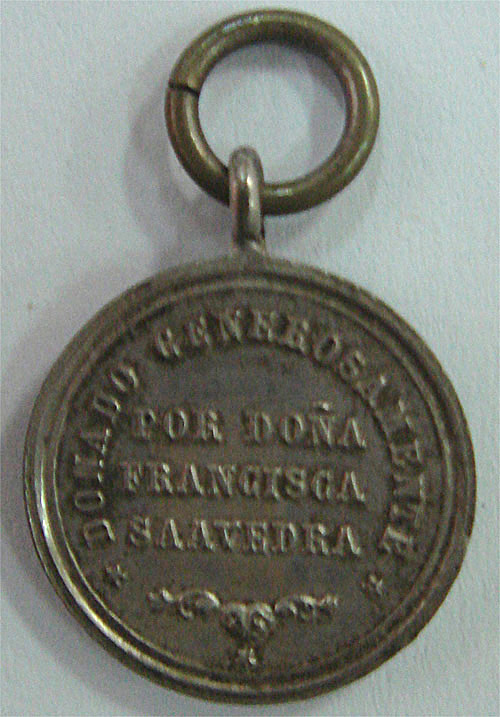 DONADO GENEROSAMENTE
POR DOÑA
FRANCISCA
SAAVEDRA